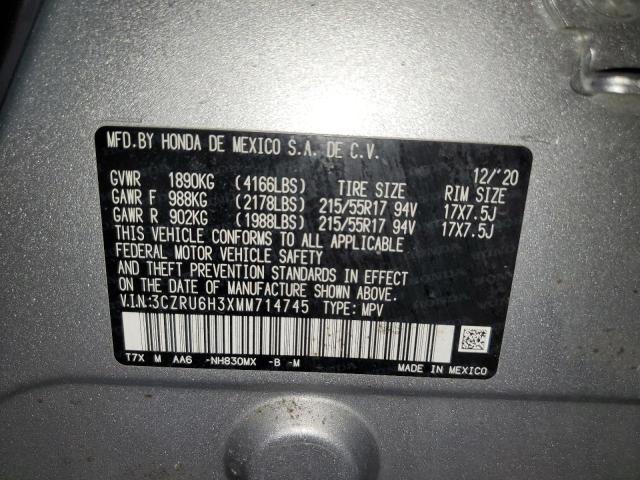 MFD.BY HONDA DE MEXICO S.A. DE C.V.
12/'20
GVWR 1890KG (4166LBS) TIRE SIZE RIM SIZE
GAWR F 988KG (2178LBS) 215/55R17 94V 17X7.5J
GAWR R 902KG (1988LBS) 215/55R17 94V 17X7.5J
THIS VEHICLE CONFORMS TO ALL APPLICABLE
FEDERAL MOTOR VEHICLE SAFETY
AND THEFT PREVENTION STANDARDS IN EFFECT
ON THE DATE OF MANUFACTURE SHOWN ABOVE.
V.I.N.:3CZRU6H3XMM714745 TYPE: MPV
T7X M AA6 -NH830MX -B -M
MADE IN MEXICO